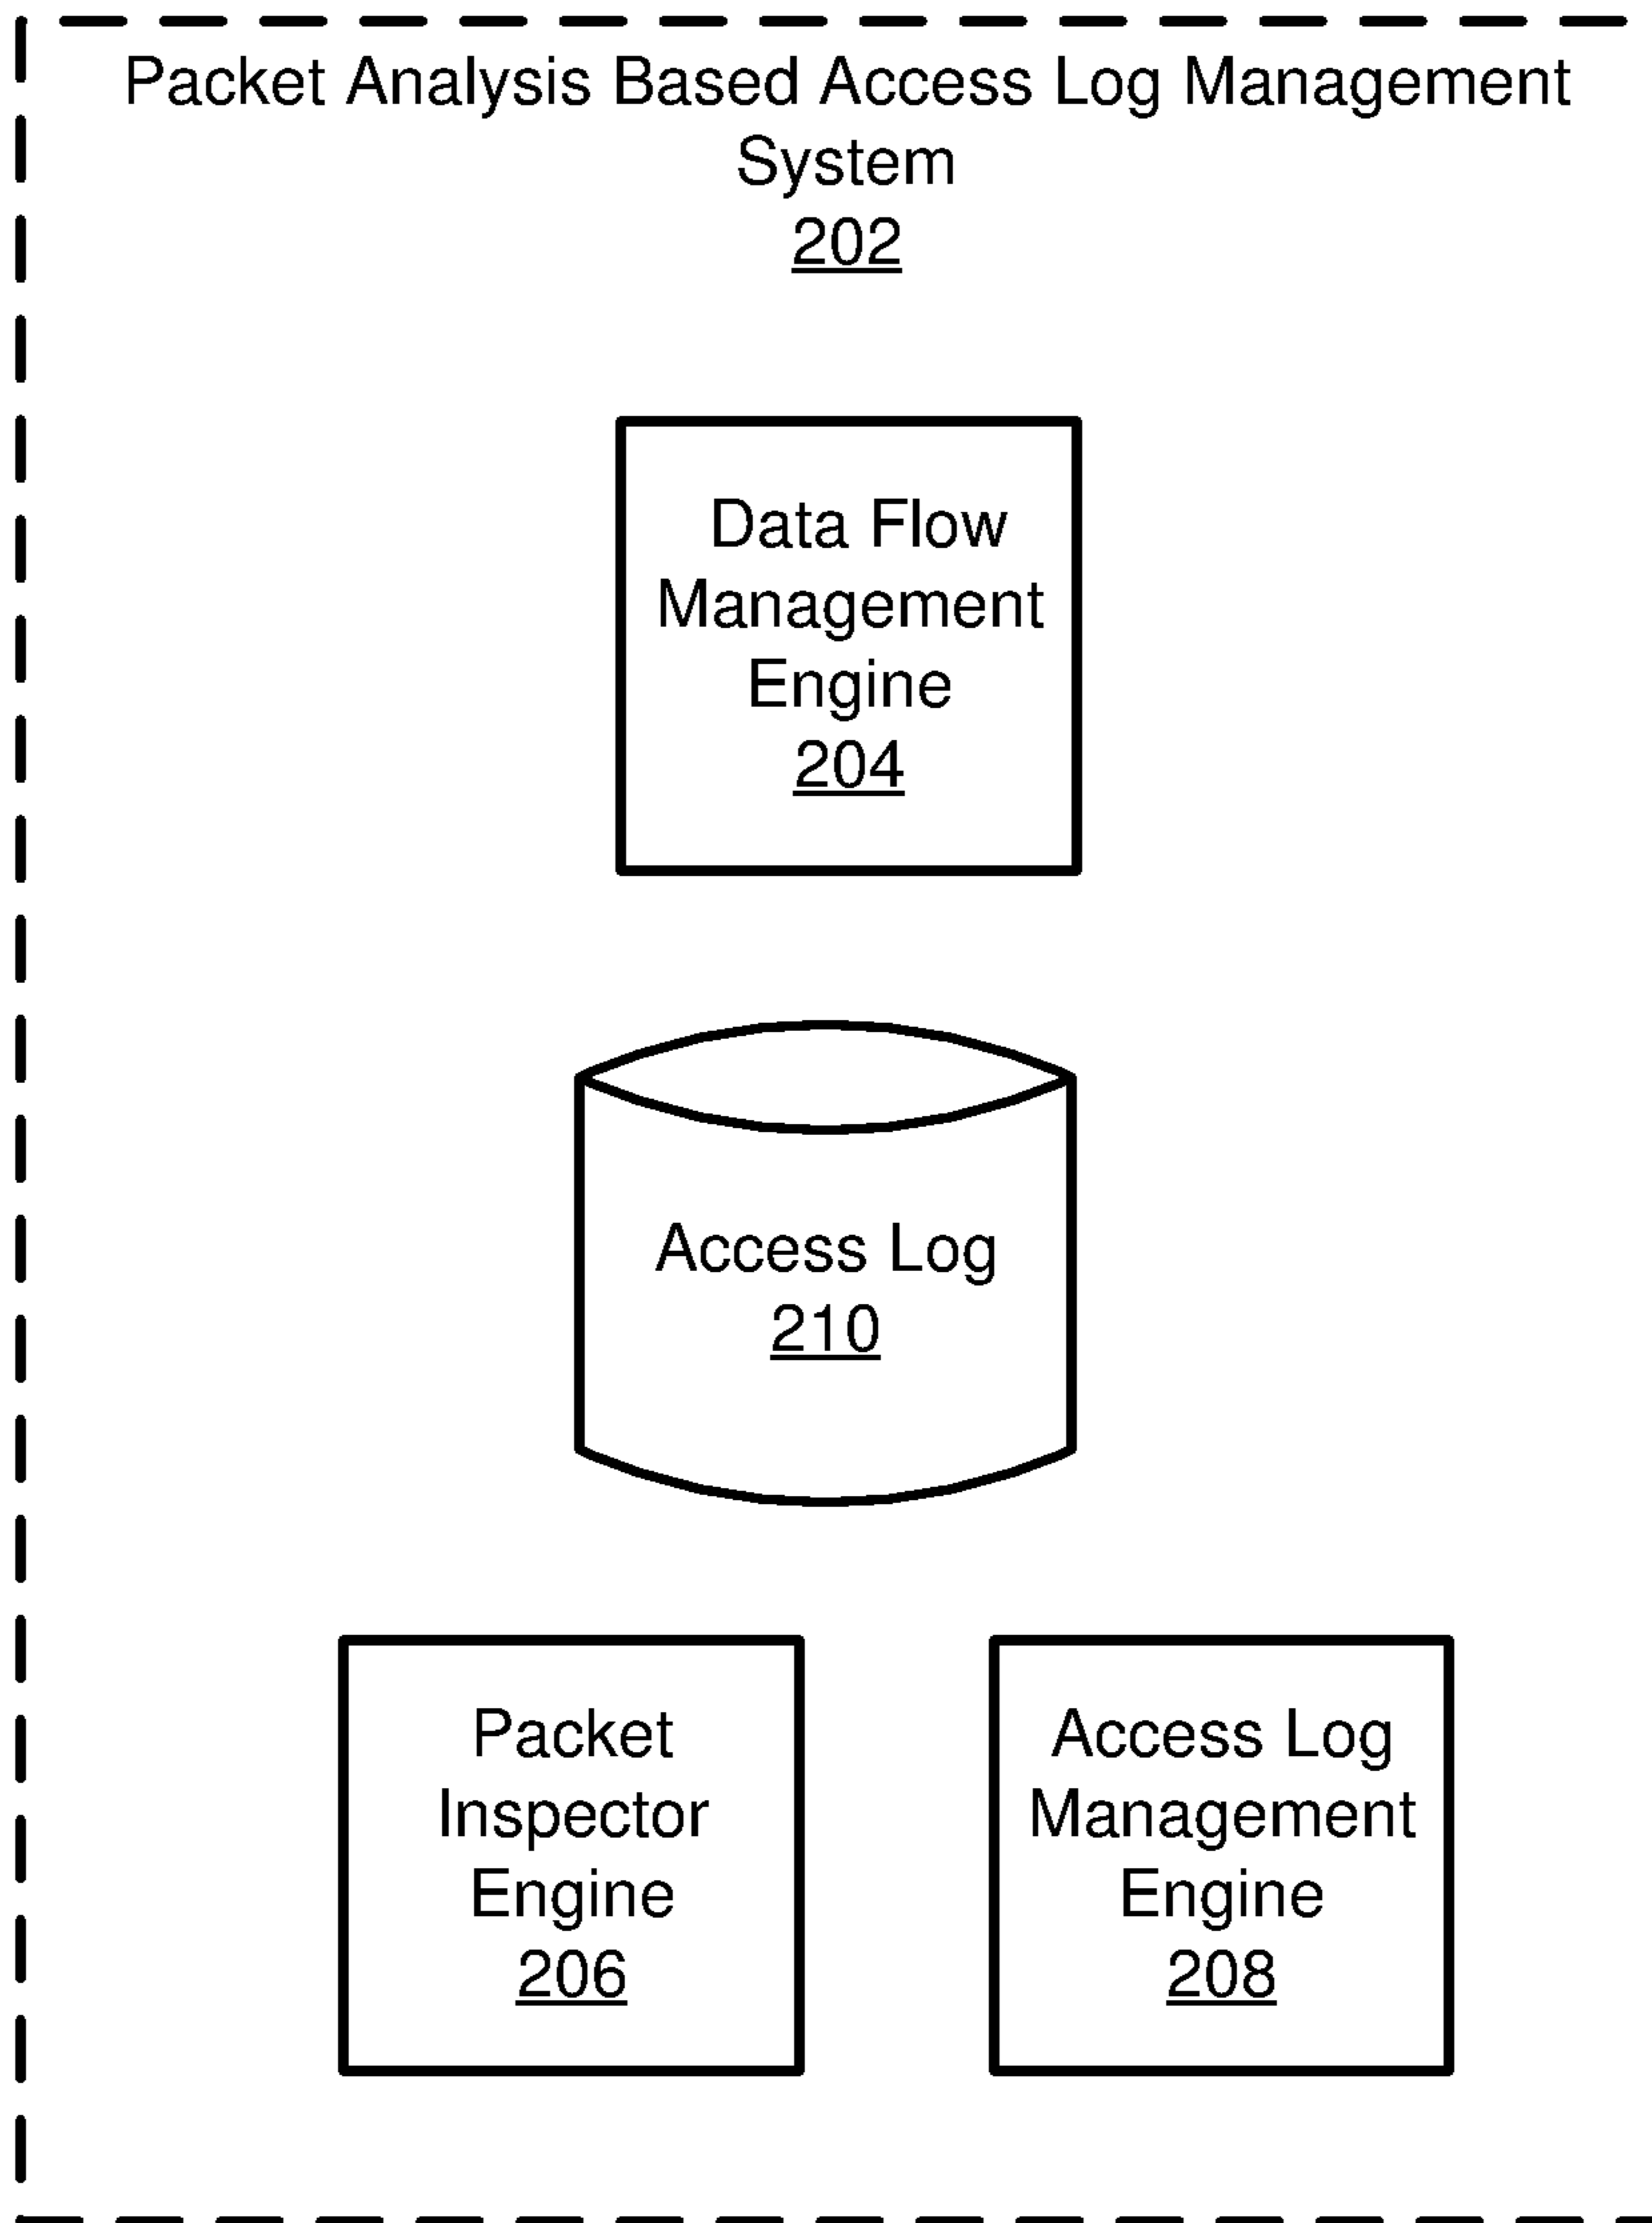 Packet Analysis Based Access Log Management
System
202
Data Flow
Management
Engine
204
Access Log
210
Packet
Inspector
Engine
206
Access Log
Management
Engine
208